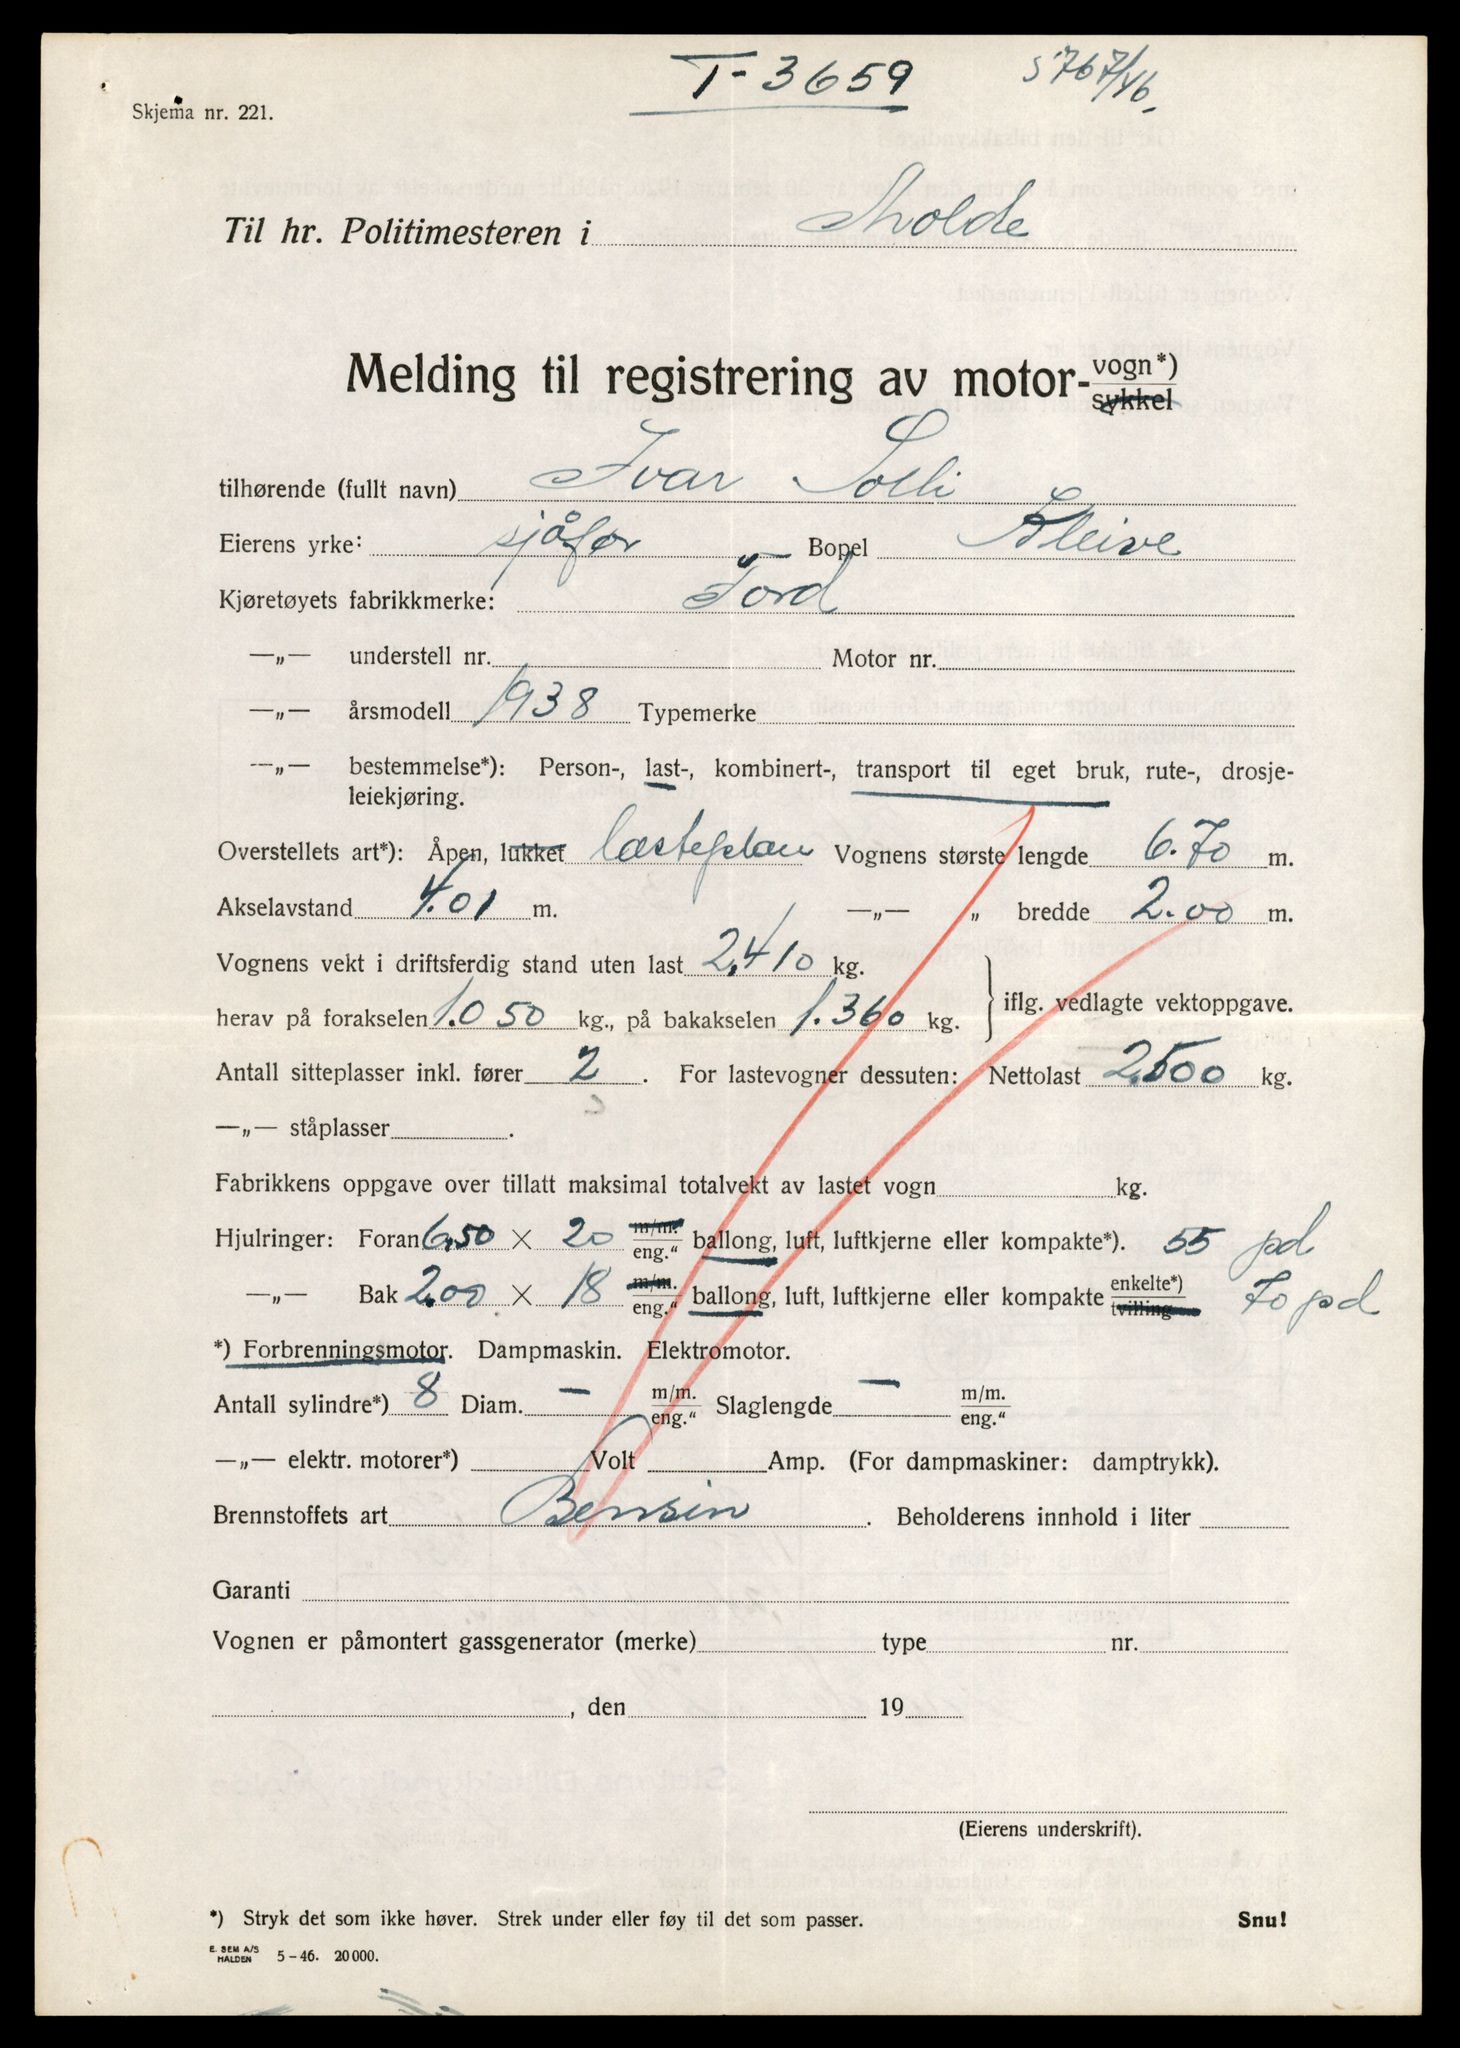 T-3659
5767/46.
Skjema nr. 221.
Til hr. Politimesteren i Molde
Melding til registrering av motor- vogn*) sykkel
tilhørende (fullt navn) Ivar Solli
Eierens yrke: sjåfør Bopel Kleive
Kjøretøyets fabrikkmerke: Ford
—„— understell nr. Motor nr.
—„— årsmodell 1938 Typemerke
—„— bestemmelse*): Person-, last-, kombinert-, transport til eget bruk, rute-, drosje-
leiekjøring.
Overstellets art*): Åpen, lukket lasteplan Vognens største lengde 6.70 m.
Akselavstand 4.01 m. —„— „ bredde 2.00 m.
Vognens vekt i driftsferdig stand uten last 2.410 kg.
herav på forakselen 1.050 kg., på bakakselen 1.360 kg. iflg. vedlagte vektoppgave.
Antall sitteplasser inkl. fører 2. For lastevogner dessuten: Nettolast 2.500 kg.
—„— ståplasser .
Fabrikkens oppgave over tillatt maksimal totalvekt av lastet vogn kg.
Hjulringer: Foran 6.50 × 20 m/m. eng." ballong, luft, luftkjerne eller kompakte*). 55 pd
—„— Bak 2.00 × 18 m/m. eng." ballong, luft, luftkjerne eller kompakte enkelte*) tvilling 70 pd
*) Forbrenningsmotor. Dampmaskin. Elektromotor.
Antall sylindre*) 8 Diam. — m/m. eng." Slaglengde — m/m. eng."
—„— elektr. motorer*) Volt Amp. (For dampmaskiner: damptrykk).
Brennstoffets art Bensin . Beholderens innhold i liter
Garanti
Vognen er påmontert gassgenerator (merke) type nr.
, den 19
(Eierens underskrift).
*) Stryk det som ikke høver. Strek under eller føy til det som passer. Snu!
E. SEM A/S HALDEN 5-46. 20 000.